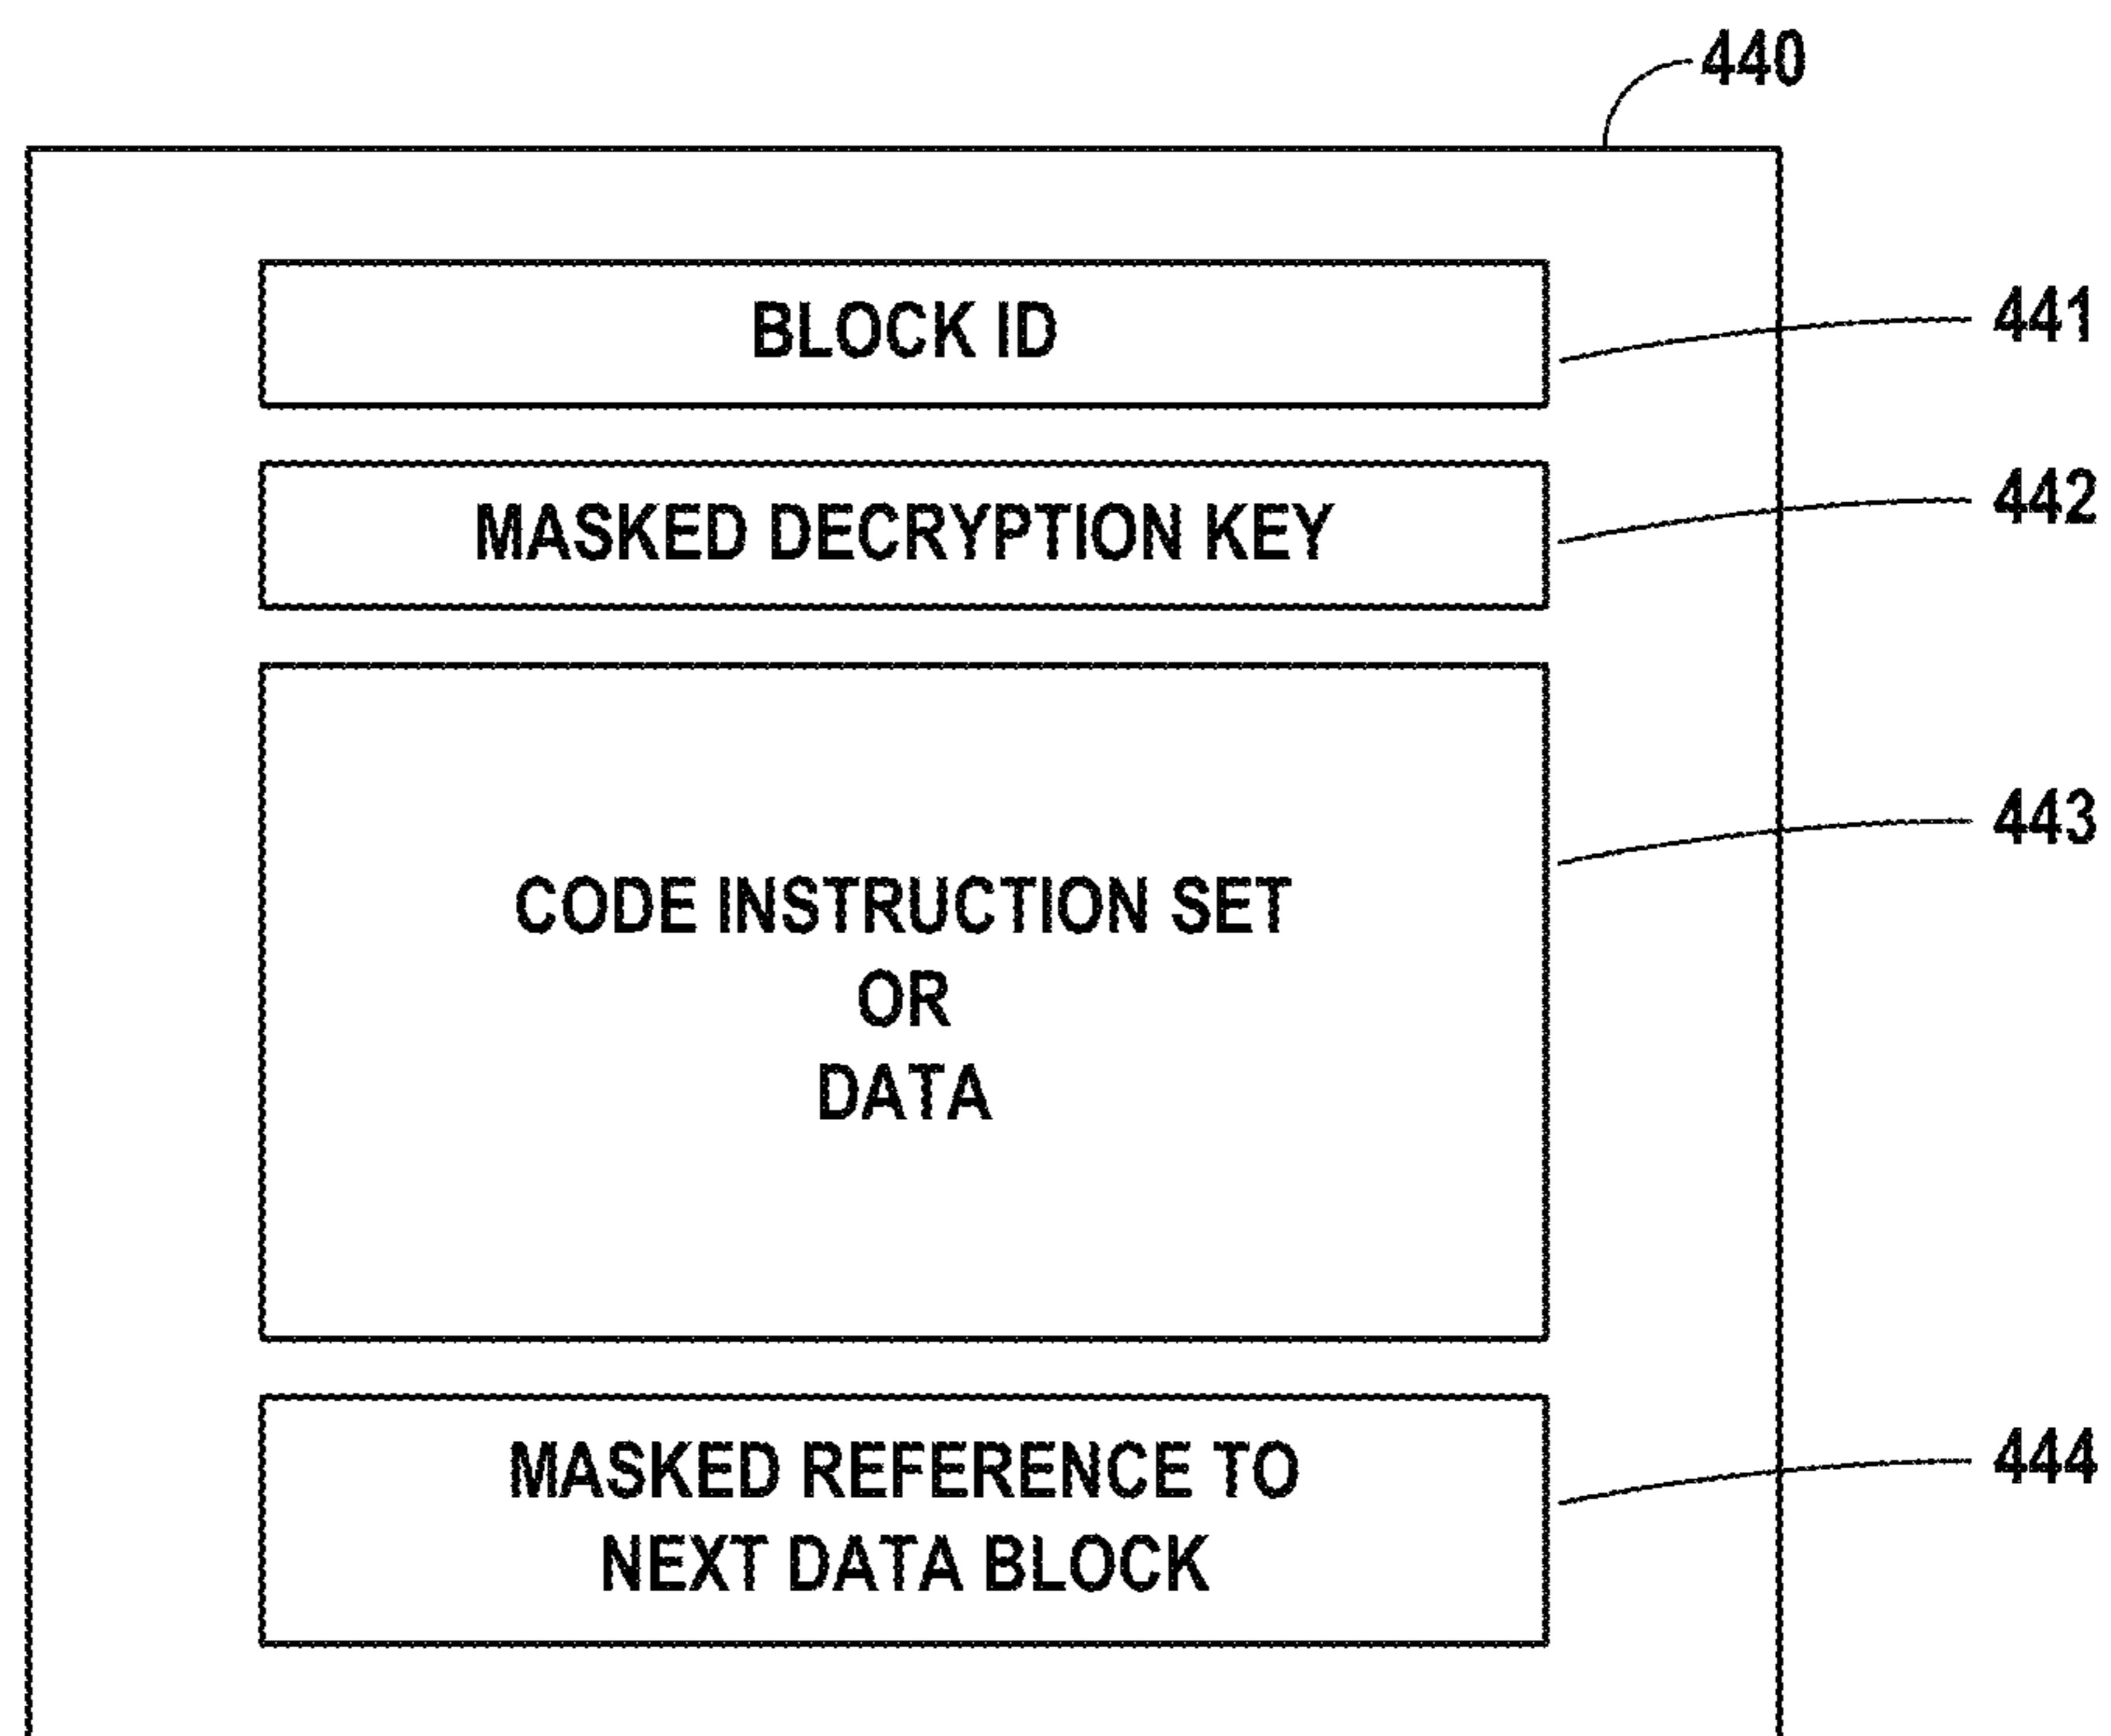 440
BLOCK ID
441
MASKED DECRYPTION KEY
442
CODE INSTRUCTION SET
OR
DATA
443
MASKED REFERENCE TO
NEXT DATA BLOCK
444